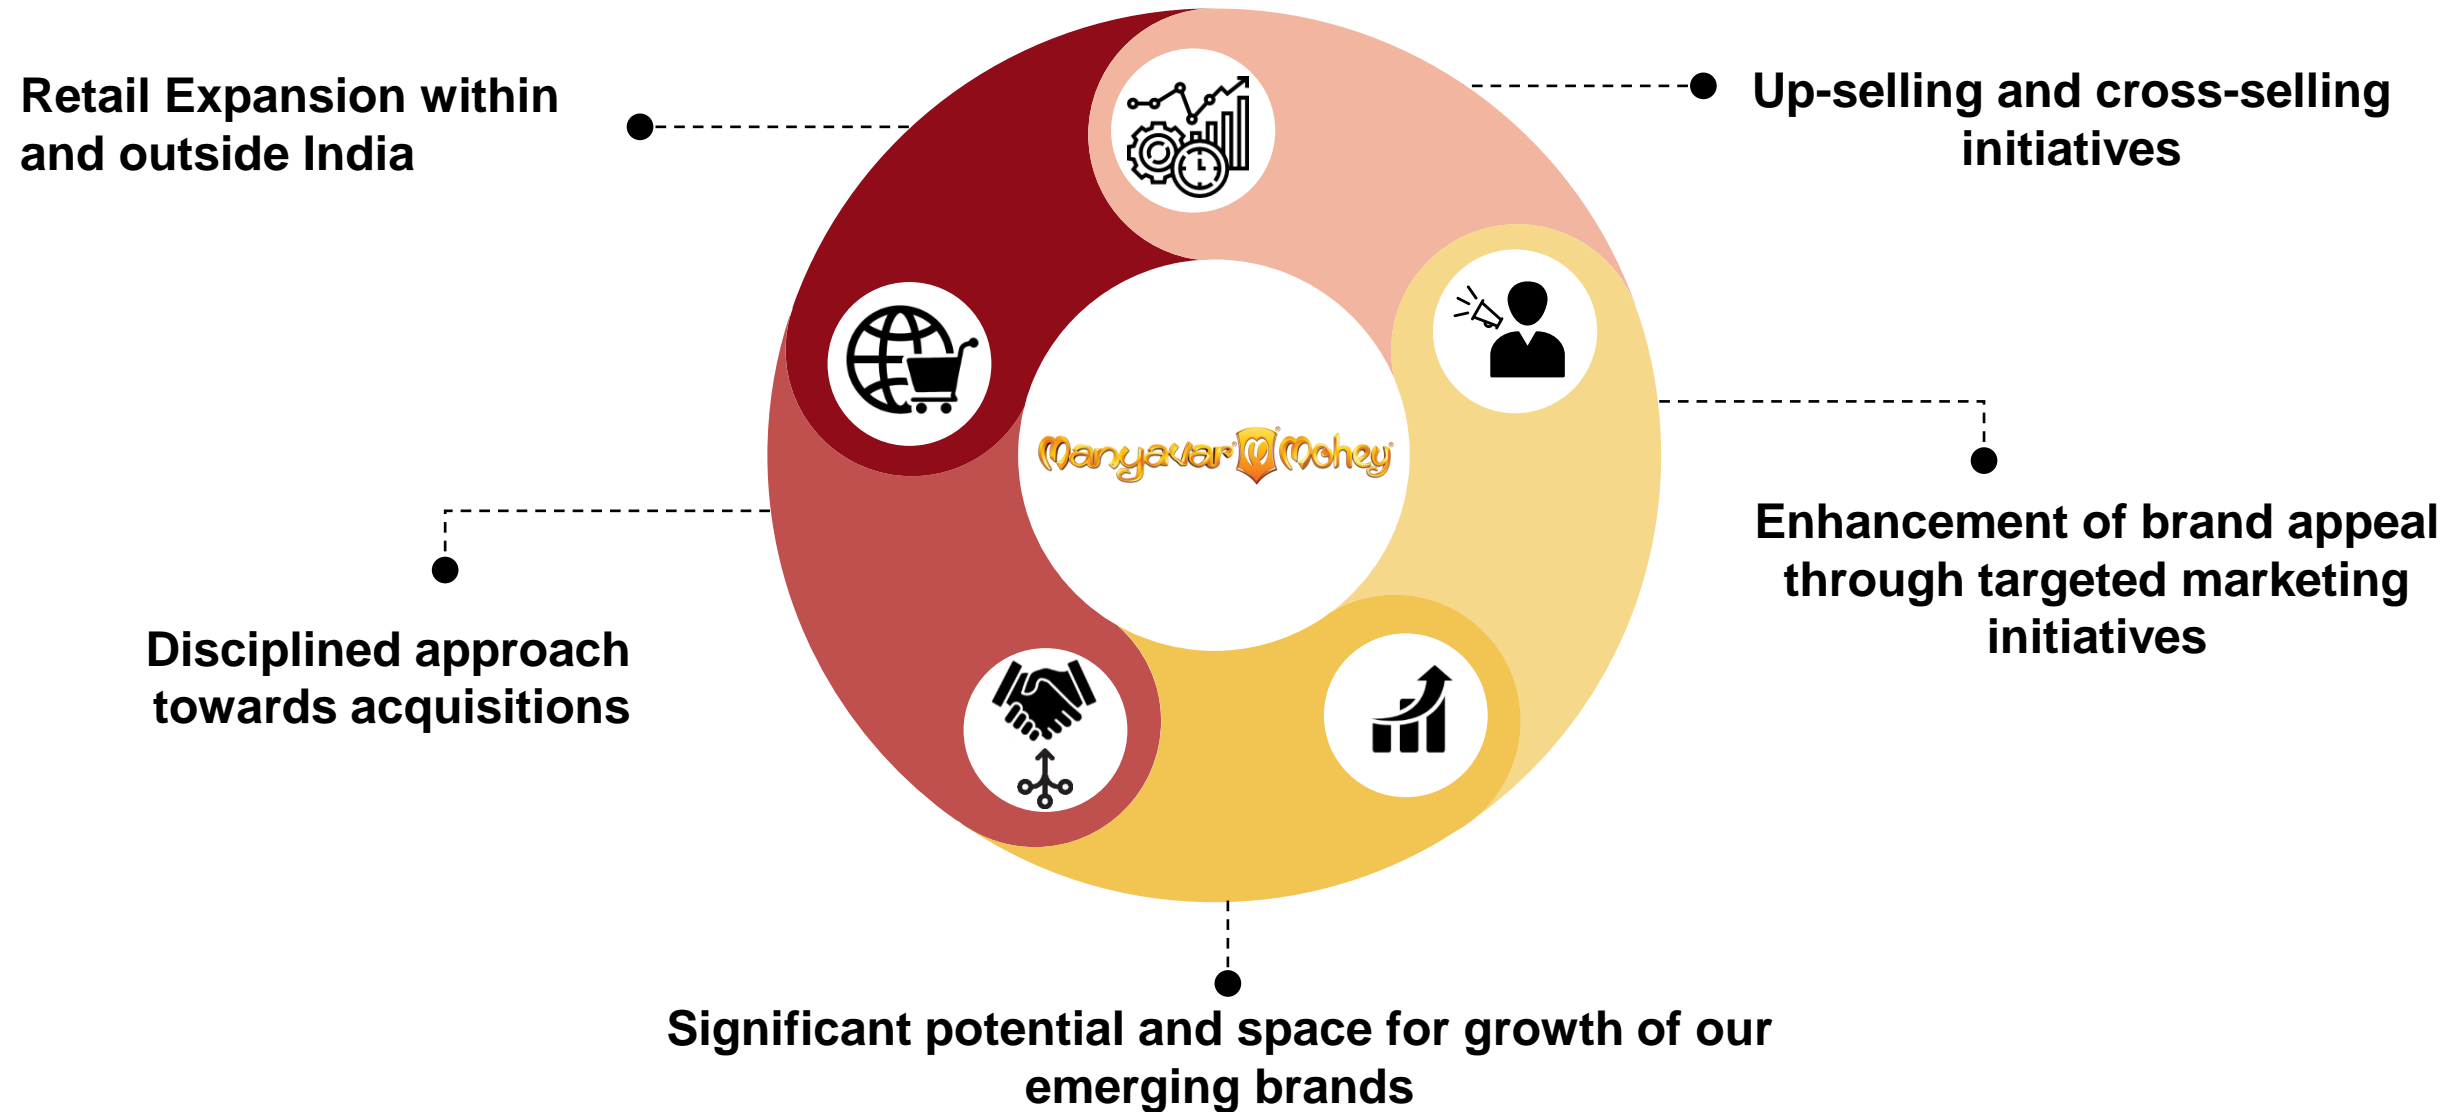 Retail Expansion within
and outside India
Up-selling and cross-selling
initiatives
Manyavar Mohey
Enhancement of brand appeal
through targeted marketing
initiatives
Disciplined approach
towards acquisitions
Significant potential and space for growth of our
emerging brands